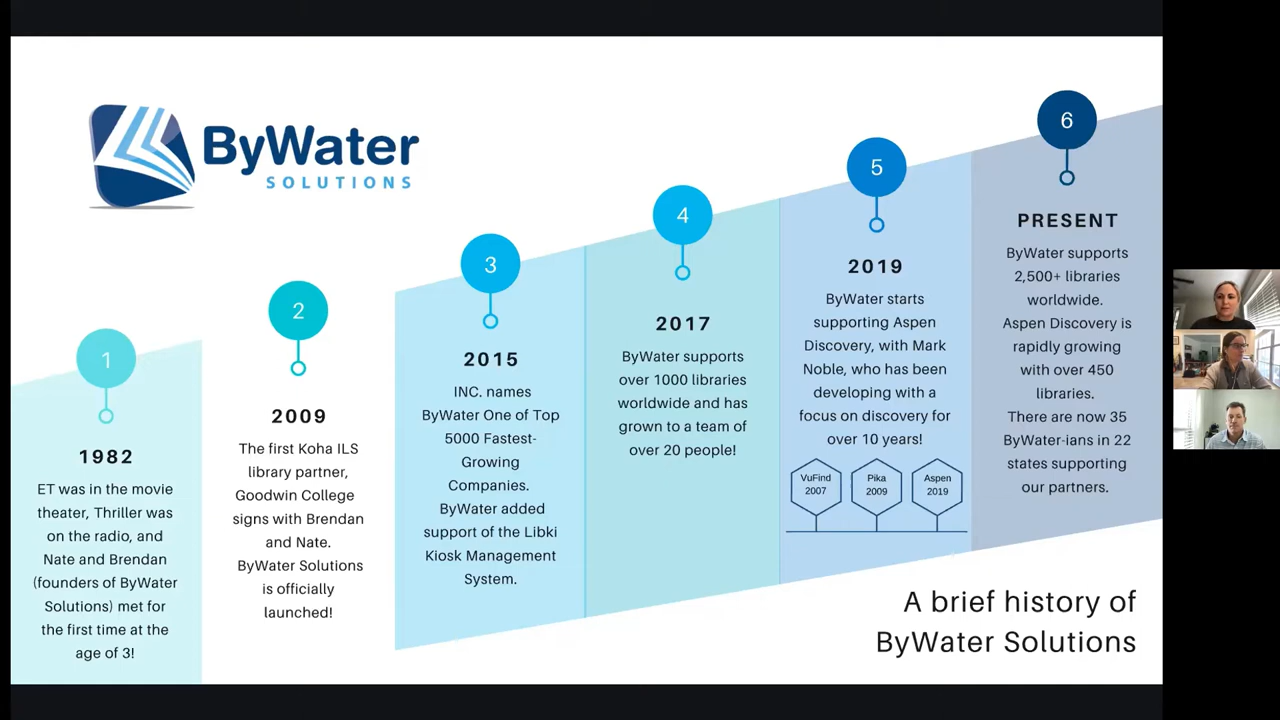 ByWater
SOLUTIONS
1
1982
ET was in the movie
theater, Thriller was
on the radio, and
Nate and Brendan
(founders of ByWater
Solutions) met for
the first time at the
age of 3!
2
2009
The first Koha ILS
library partner,
Goodwin College
signs with Brendan
and Nate.
ByWater Solutions
is officially
launched!
3
2015
INC. names
ByWater One of Top
5000 Fastest-
Growing
Companies.
ByWater added
support of the Libki
Kiosk Management
System.
4
2017
ByWater supports
over 1000 libraries
worldwide and has
grown to a team of
over 20 people!
5
2019
ByWater starts
supporting Aspen
Discovery, with Mark
Noble, who has been
developing with a
focus on discovery for
over 10 years!
VuFind
2007
Pika
2009
Aspen
2019
6
PRESENT
ByWater supports
2,500+ libraries
worldwide.
Aspen Discovery is
rapidly growing
with over 450
libraries.
There are now 35
ByWater-ians in 22
states supporting
our partners.
A brief history of
ByWater Solutions